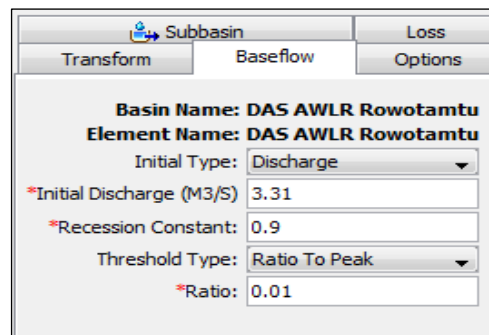 Subbasin
Loss
Transform
Baseflow
Options
Basin Name: DAS AWLR Rowotamtu
Element Name: DAS AWLR Rowotamtu
Initial Type: Discharge
*Initial Discharge (M3/S) 3.31
*Recession Constant: 0.9
Threshold Type: Ratio To Peak
*Ratio: 0.01